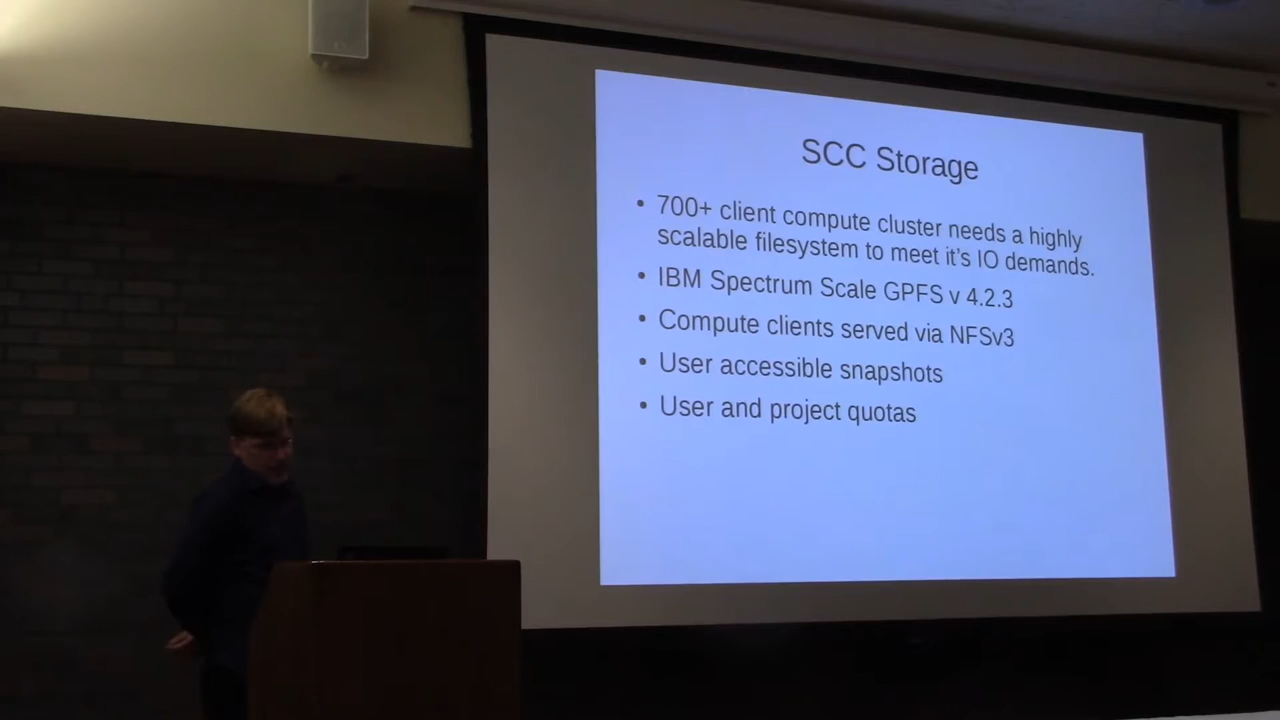 SCC Storage
• 700+ client compute cluster needs a highly
scalable filesystem to meet it's IO demands.
• IBM Spectrum Scale GPFS v 4.2.3
• Compute clients served via NFSv3
• User accessible snapshots
• User and project quotas